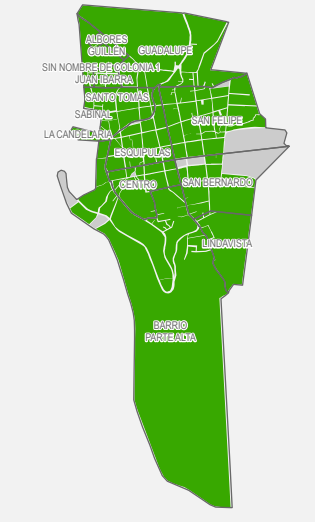 ALBORES
GUILLÉN
GUADALUPE
SIN NOMBRE DE COLONIA 1
JUAN IBARRA
SANTO TOMÁS
SABINAL
SAN FELIPE
LA CANDELARIA
ESQUIPULAS
CENTRO
SAN BERNARDO
LINDAVISTA
BARRIO
PARTE ALTA